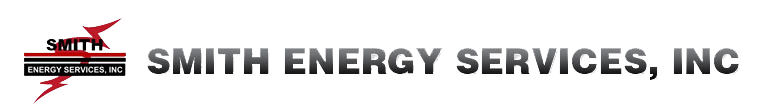 SMITH
ENERGY SERVICES, INC
SMITH ENERGY SERVICES, INC